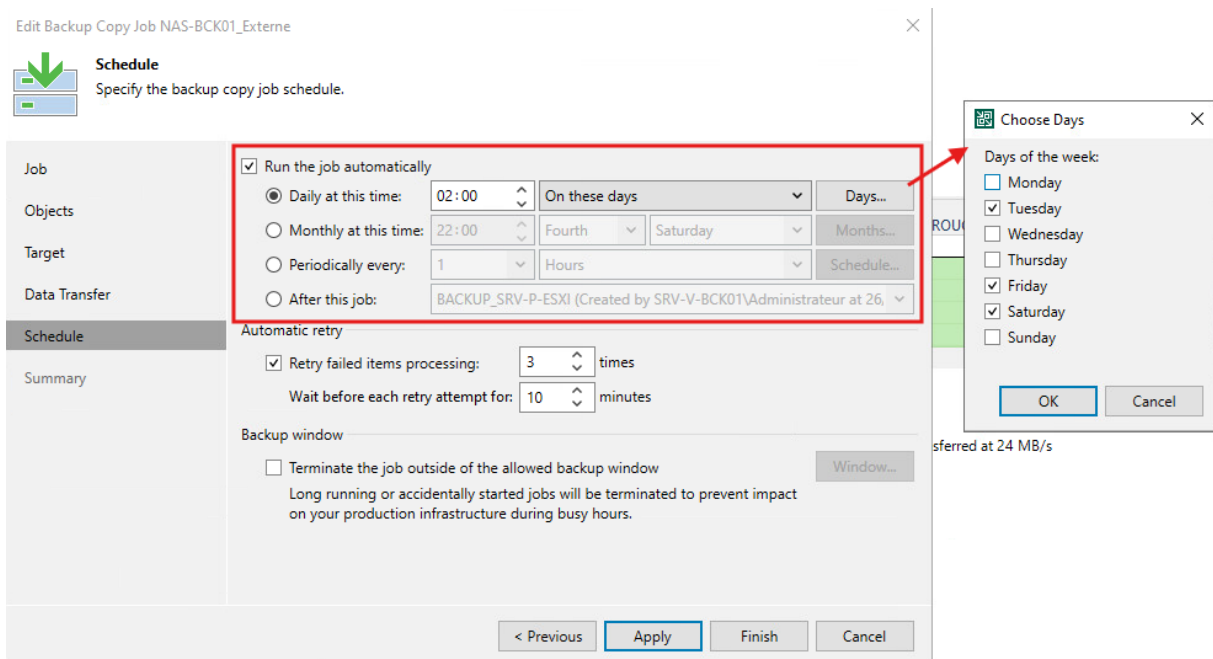 Edit Backup Copy Job NAS-BCK01_Externe
Schedule
Specify the backup copy job schedule.
Job
Objects
Target
Data Transfer
Schedule
Summary
Run the job automatically
Daily at this time: 02:00 On these days Days...
Monthly at this time: 22:00 Fourth Saturday Months...
Periodically every: 1 Hours Schedule...
After this job: BACKUP_SRV-P-ESXI (Created by SRV-V-BCK01\Administrateur at 26,
Automatic retry
Retry failed items processing: 3 times
Wait before each retry attempt for: 10 minutes
Backup window
Terminate the job outside of the allowed backup window Window...
Long running or accidentally started jobs will be terminated to prevent impact
on your production infrastructure during busy hours.
< Previous Apply Finish Cancel
Choose Days
Days of the week:
Monday
Tuesday
Wednesday
Thursday
Friday
Saturday
Sunday
OK Cancel
sferred at 24 MB/s